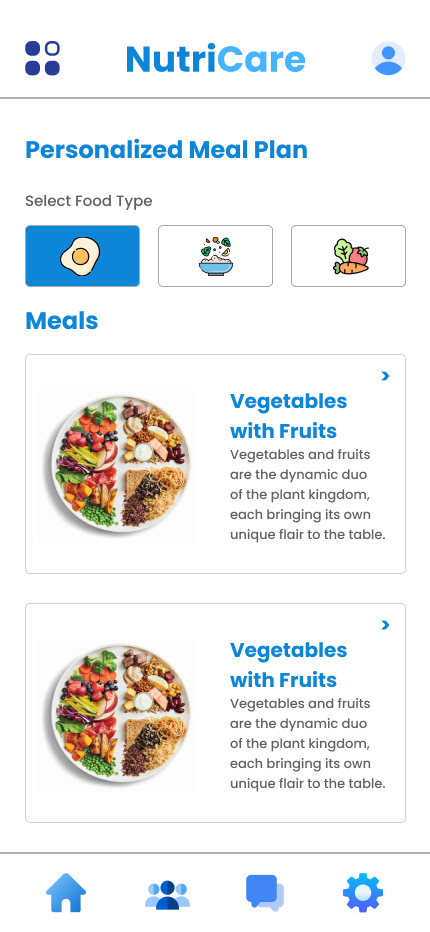 NutriCare
Personalized Meal Plan
Select Food Type
Meals
Vegetables
with Fruits
Vegetables and fruits
are the dynamic duo
of the plant kingdom,
each bringing its own
unique flair to the table.
Vegetables
with Fruits
Vegetables and fruits
are the dynamic duo
of the plant kingdom,
each bringing its own
unique flair to the table.